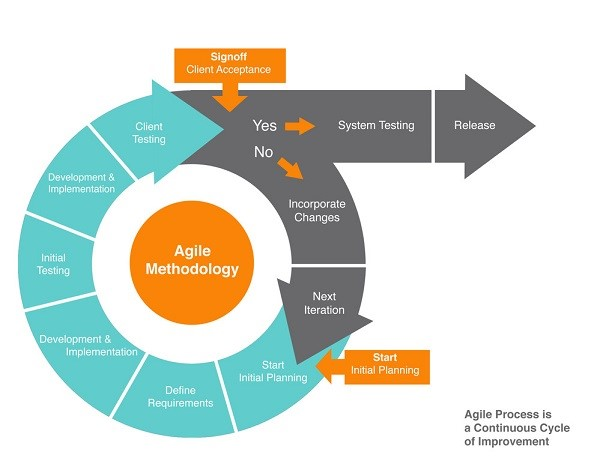 Signoff
Client Acceptance
Client
Testing
Yes
System Testing
Release
No
Development &
Implementation
Incorporate
Changes
Agile
Methodology
Initial
Testing
Next
Iteration
Development &
Implementation
Start
Initial Planning
Start
Initial Planning
Define
Requirements
Agile Process is
a Continuous Cycle
of Improvement